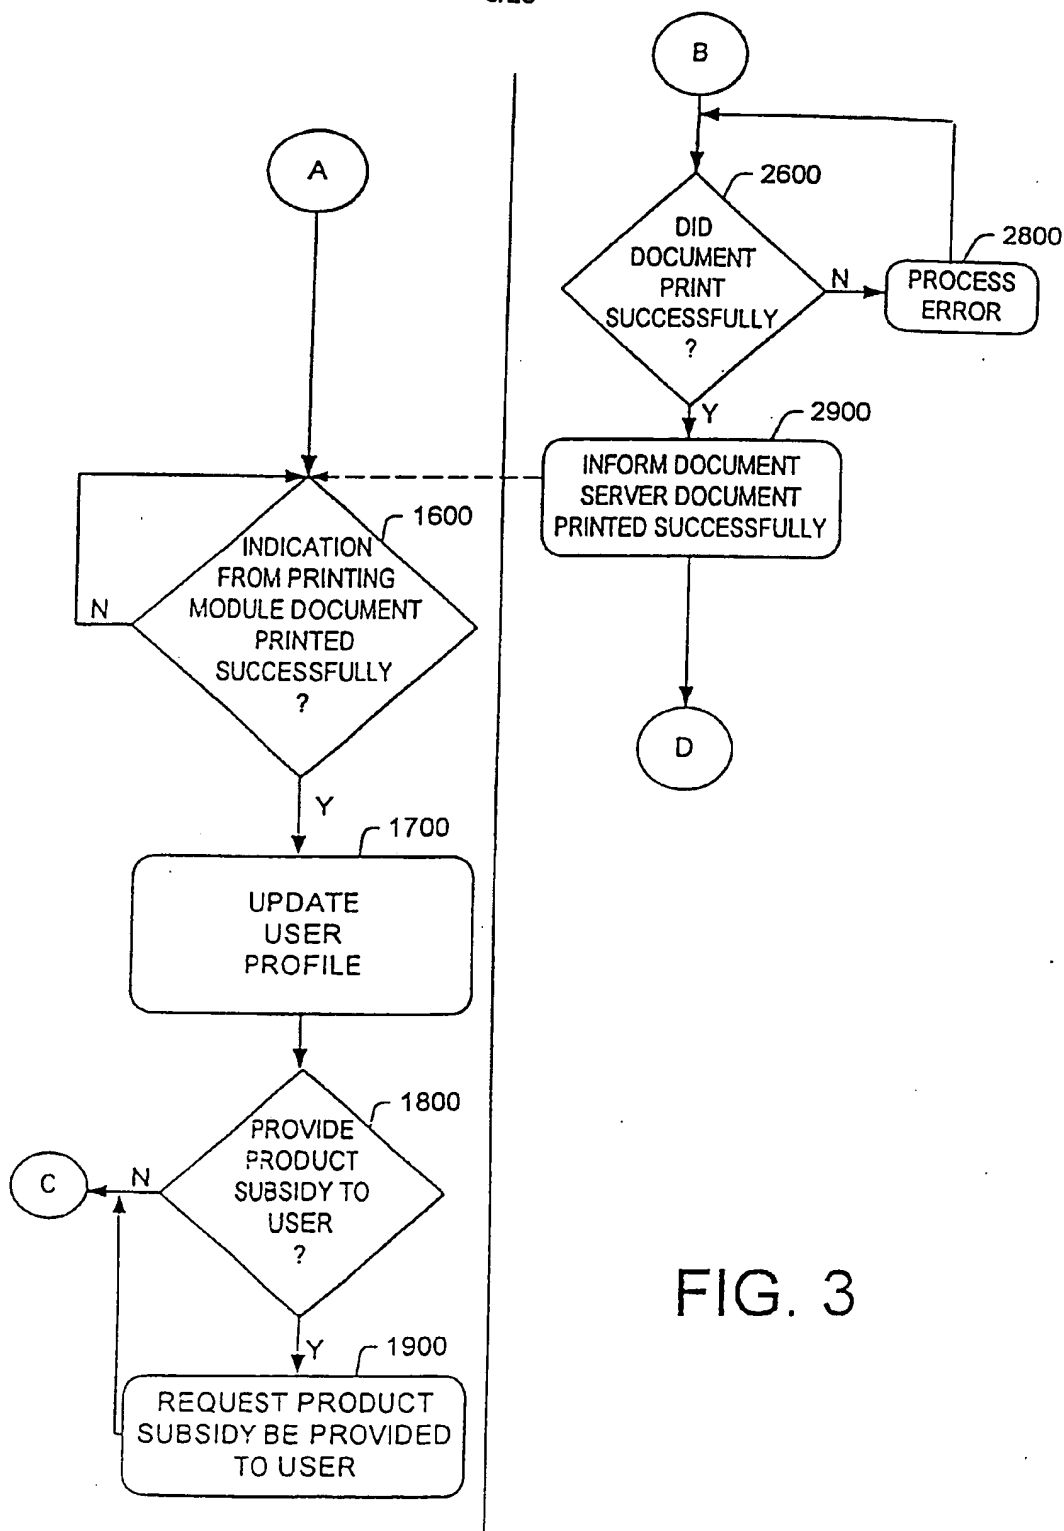 B
A
2600
DID
DOCUMENT
PRINT
SUCCESSFULLY
?
N
2800
PROCESS
ERROR
Y
2900
INFORM DOCUMENT
SERVER DOCUMENT
PRINTED SUCCESSFULLY
D
1600
INDICATION
FROM PRINTING
MODULE DOCUMENT
PRINTED
SUCCESSFULLY
?
N
Y
1700
UPDATE
USER
PROFILE
1800
PROVIDE
PRODUCT
SUBSIDY TO
USER
?
N
C
Y
1900
REQUEST PRODUCT
SUBSIDY BE PROVIDED
TO USER
FIG. 3